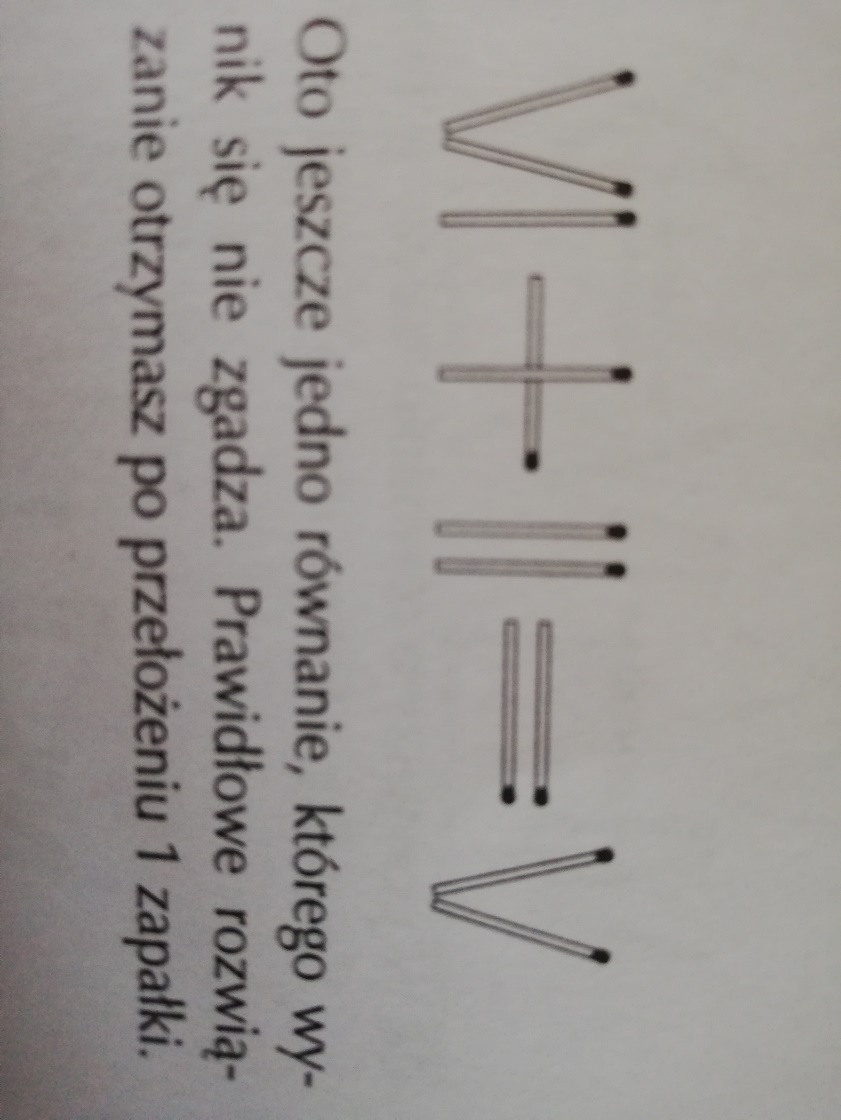 VI + II = V
Oto jeszcze jedno równanie, którego wy-
nik się nie zgadza. Prawidłowe rozwią-
zanie otrzymasz po przełożeniu 1 zapałki.